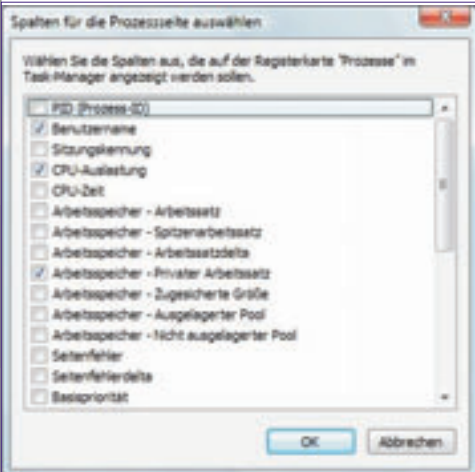 Spalten für die Prozessseite auswählen
Wählen Sie die Spalten aus, die auf der Registerkarte "Prozesse" im
Task-Manager angezeigt werden sollen.
PID (Prozess-ID)
Benutzername
Sitzungskennung
CPU-Auslastung
CPU-Zeit
Arbeitsspeicher - Arbeitssatz
Arbeitsspeicher - Spitzenarbeitssatz
Arbeitsspeicher - Arbeitssatzdelta
Arbeitsspeicher - Privater Arbeitssatz
Arbeitsspeicher - Zugesicherte Größe
Arbeitsspeicher - Ausgelagerter Pool
Arbeitsspeicher - Nicht ausgelagerter Pool
Seitenfehler
Seitenfehlerdelta
Basispriorität
OK
Abbrechen